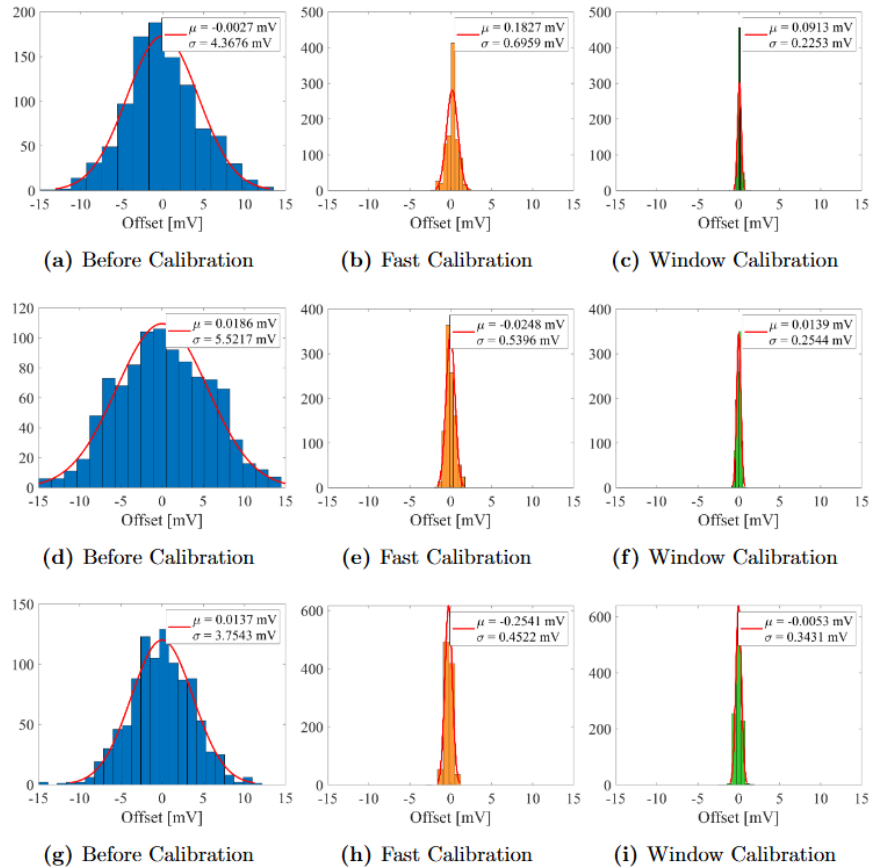 200
150
100
50
0
-15 -10 -5 0 5 10 15
Offset [mV]
μ = -0.0027 mV
σ = 4.3676 mV
(a) Before Calibration
500
400
300
200
100
0
-15 -10 -5 0 5 10 15
Offset [mV]
μ = 0.1827 mV
σ = 0.6959 mV
(b) Fast Calibration
500
400
300
200
100
0
-15 -10 -5 0 5 10 15
Offset [mV]
μ = 0.0913 mV
σ = 0.2253 mV
(c) Window Calibration
120
100
80
60
40
20
0
-15 -10 -5 0 5 10 15
Offset [mV]
μ = 0.0186 mV
σ = 5.5217 mV
(d) Before Calibration
400
300
200
100
0
-15 -10 -5 0 5 10 15
Offset [mV]
μ = -0.0248 mV
σ = 0.5396 mV
(e) Fast Calibration
400
300
200
100
0
-15 -10 -5 0 5 10 15
Offset [mV]
μ = 0.0139 mV
σ = 0.2544 mV
(f) Window Calibration
150
100
50
0
-15 -10 -5 0 5 10 15
Offset [mV]
μ = 0.0137 mV
σ = 3.7543 mV
(g) Before Calibration
600
400
200
0
-15 -10 -5 0 5 10 15
Offset [mV]
μ = -0.2541 mV
σ = 0.4522 mV
(h) Fast Calibration
600
400
200
0
-15 -10 -5 0 5 10 15
Offset [mV]
μ = -0.0053 mV
σ = 0.3431 mV
(i) Window Calibration